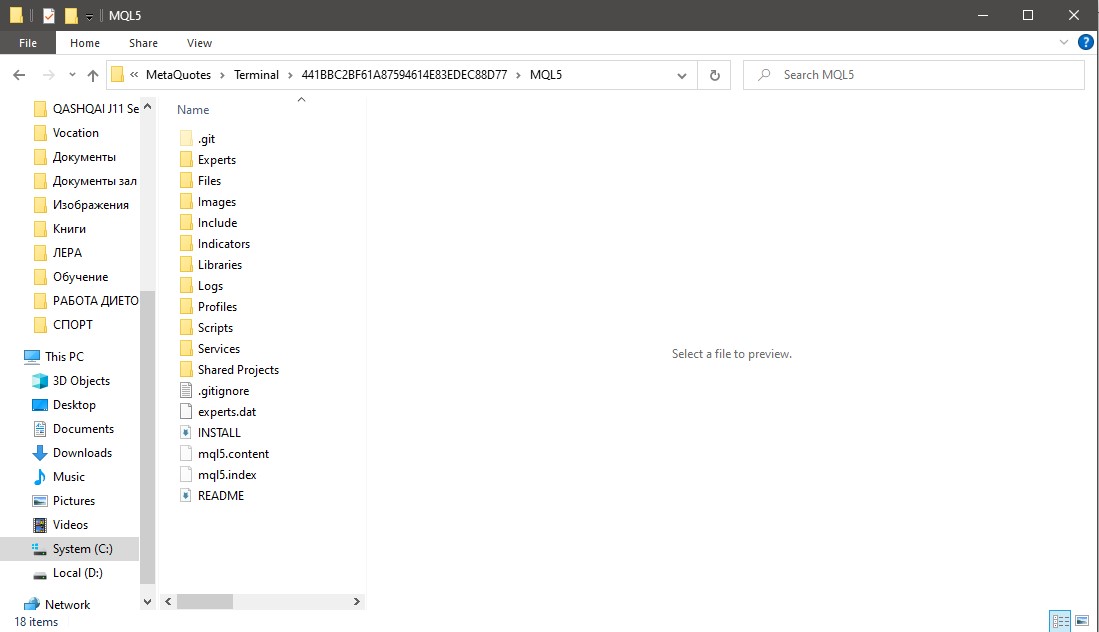 MQL5
File Home Share View
« MetaQuotes › Terminal › 441BBC2BF61A87594614E83EDEC88D77 › MQL5
Search MQL5
QASHQAI J11 Se
Vocation
Документы
Документы зал
Изображения
Книги
ЛЕРА
Обучение
РАБОТА ДИЕТО
СПОРТ
This PC
3D Objects
Desktop
Documents
Downloads
Music
Pictures
Videos
System (C:)
Local (D:)
Network
Name
.git
Experts
Files
Images
Include
Indicators
Libraries
Logs
Profiles
Scripts
Services
Shared Projects
.gitignore
experts.dat
INSTALL
mql5.content
mql5.index
README
Select a file to preview.
18 items